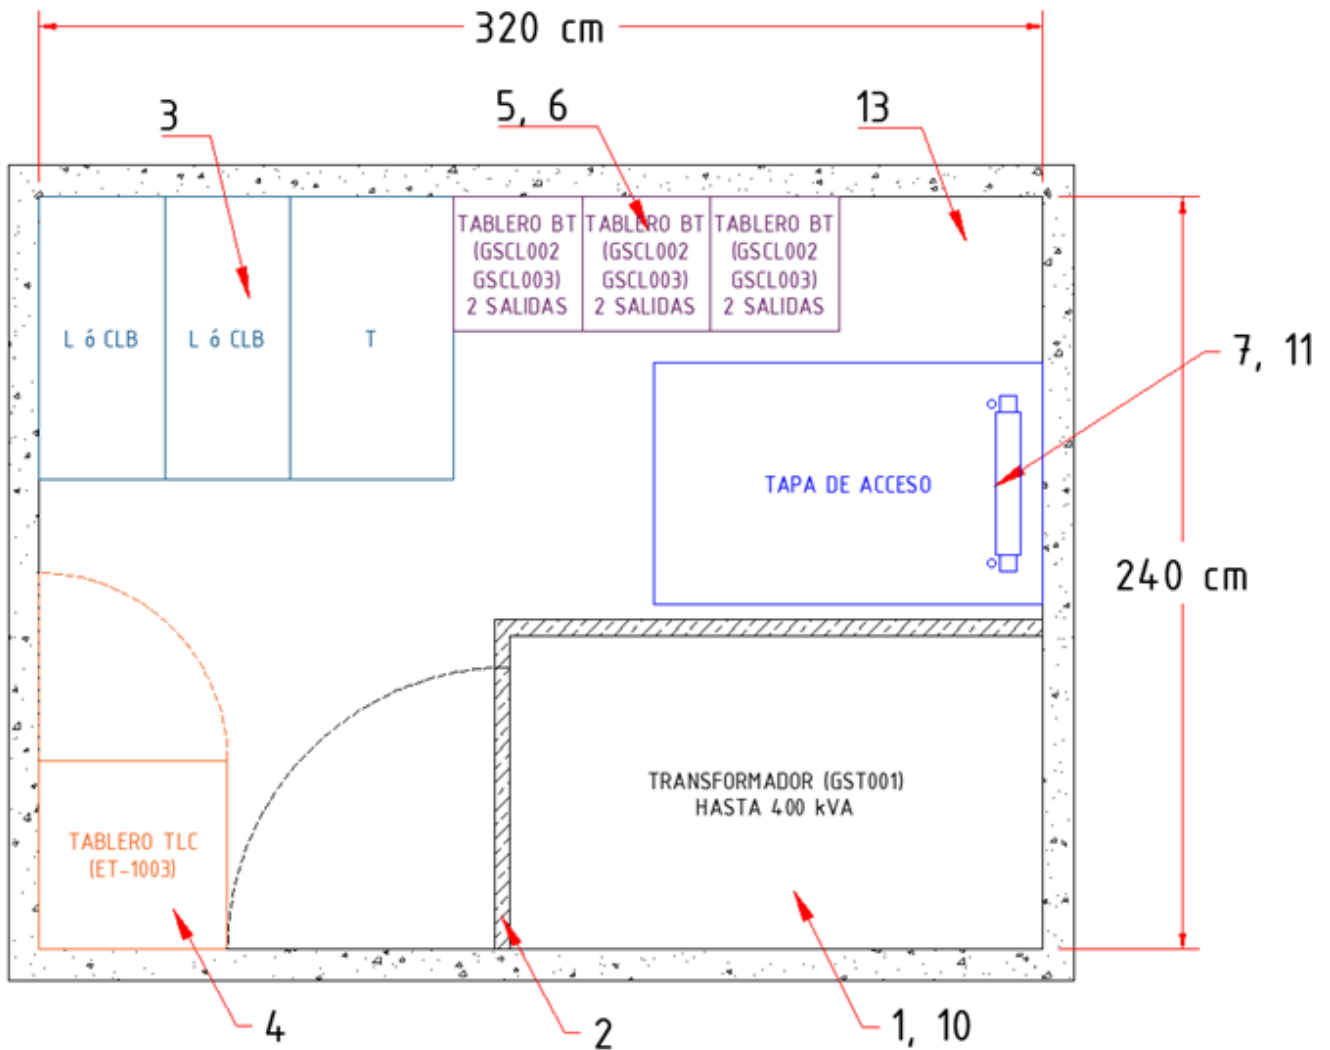 320 cm
3
5, 6
13
TABLERO BT
(GSCL002
GSCL003)
2 SALIDAS
TABLERO BT
(GSCL002
GSCL003)
2 SALIDAS
TABLERO BT
(GSCL002
GSCL003)
2 SALIDAS
L ó CLB
L ó CLB
T
7, 11
TAPA DE ACCESO
240 cm
TRANSFORMADOR (GST001)
HASTA 400 kVA
TABLERO TLC
(ET-1003)
4
2
1, 10